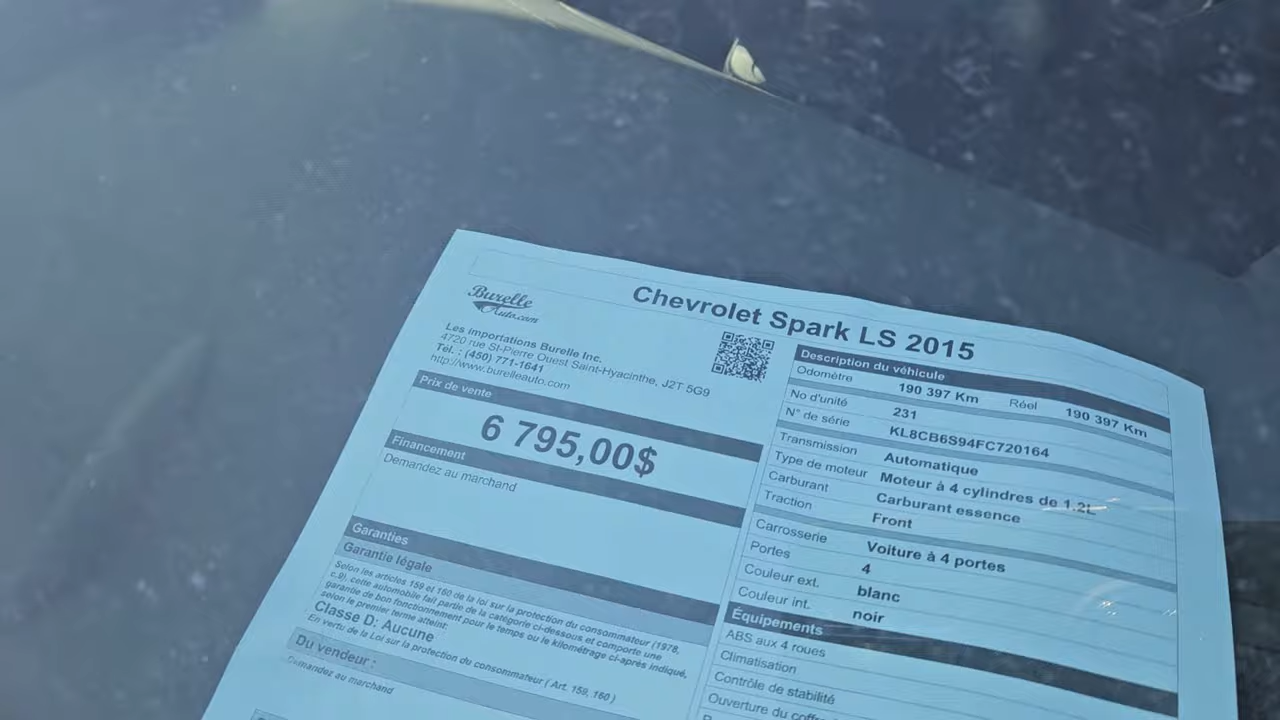 Chevrolet Spark LS 2015
Burelle
Auto.com
Les importations Burelle Inc.
4720 rue St-Pierre Ouest Saint-Hyacinthe, J2T 5G9
Tél. : (450) 771-1641
http://www.burelleauto.com
Prix de vente
6 795,00$
Financement
Demandez au marchand
Garanties
Garantie légale
Selon les articles 159 et 160 de la loi sur la protection du consommateur (1978,
c.9), cette automobile fait partie de la catégorie ci-dessous et comporte une
garantie de bon fonctionnement pour le temps ou le kilométrage ci-après indiqué,
selon le premier terme atteint:
Classe D: Aucune
En vertu de la Loi sur la protection du consommateur ( Art. 159, 160 )
Du vendeur :
Demandez au marchand
Description du véhicule
Odomètre 190 397 Km Réel 190 397 Km
No d'unité 231
N° de série KL8CB6S94FC720164
Transmission Automatique
Type de moteur Moteur à 4 cylindres de 1.2L
Carburant Carburant essence
Traction Front
Carrosserie Voiture à 4 portes
Portes 4
Couleur ext. blanc
Couleur int. noir
Équipements
ABS aux 4 roues
Climatisation
Contrôle de stabilité
Ouverture du